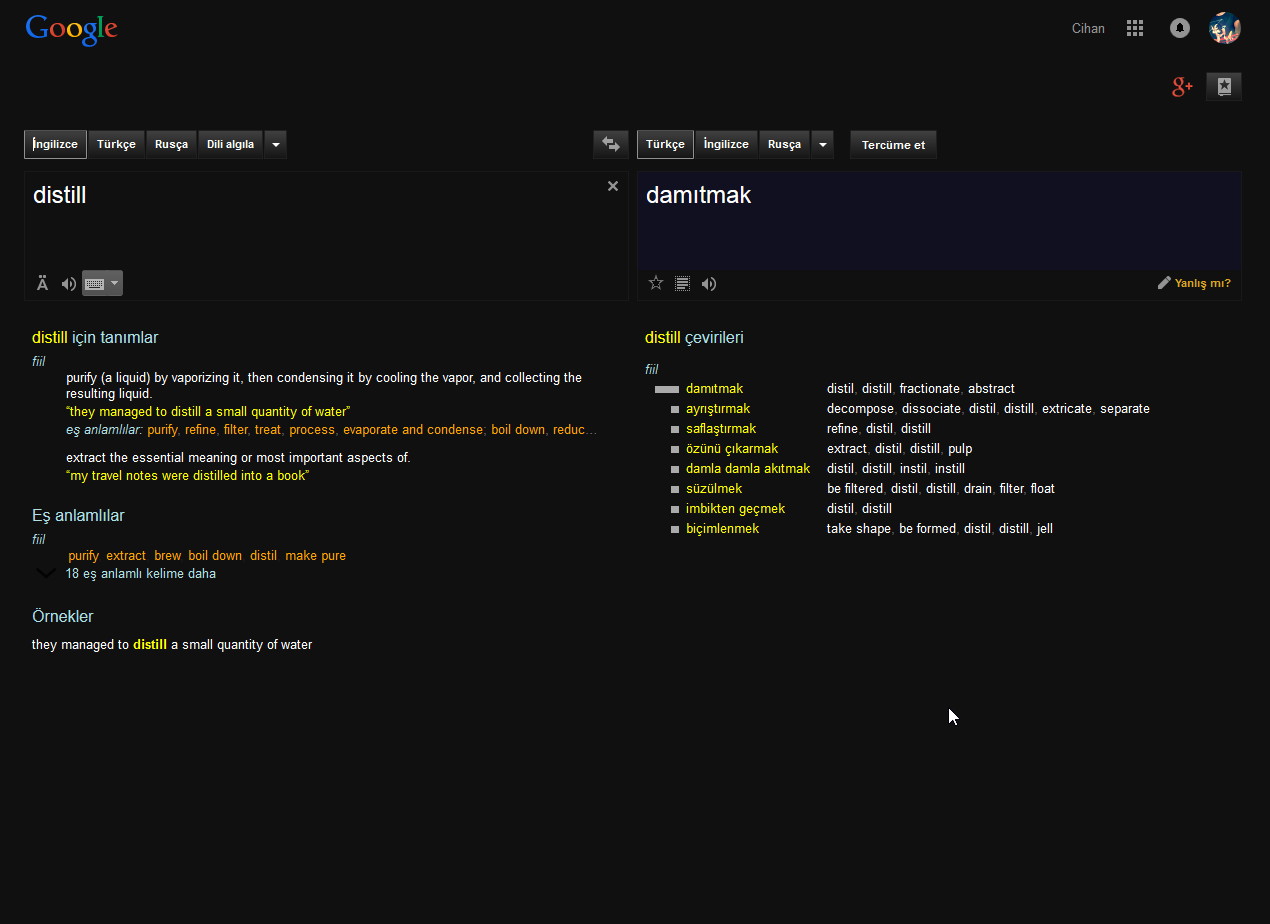 Google
Cihan
g+
İngilizce Türkçe Rusça Dili algıla
Türkçe İngilizce Rusça Tercüme et
distill
damıtmak
Ä
Yanlış mı?
distill için tanımlar
fiil
purify (a liquid) by vaporizing it, then condensing it by cooling the vapor, and collecting the
resulting liquid.
“they managed to distill a small quantity of water”
eş anlamlılar: purify, refine, filter, treat, process, evaporate and condense; boil down, reduc…
extract the essential meaning or most important aspects of.
“my travel notes were distilled into a book”
Eş anlamlılar
fiil
purify extract brew boil down distil make pure
18 eş anlamlı kelime daha
Örnekler
they managed to distill a small quantity of water
distill çevirileri
fiil
damıtmak distil, distill, fractionate, abstract
ayrıştırmak decompose, dissociate, distil, distill, extricate, separate
saflaştırmak refine, distil, distill
özünü çıkarmak extract, distil, distill, pulp
damla damla akıtmak distil, distill, instil, instill
süzülmek be filtered, distil, distill, drain, filter, float
imbikten geçmek distil, distill
biçimlenmek take shape, be formed, distil, distill, jell